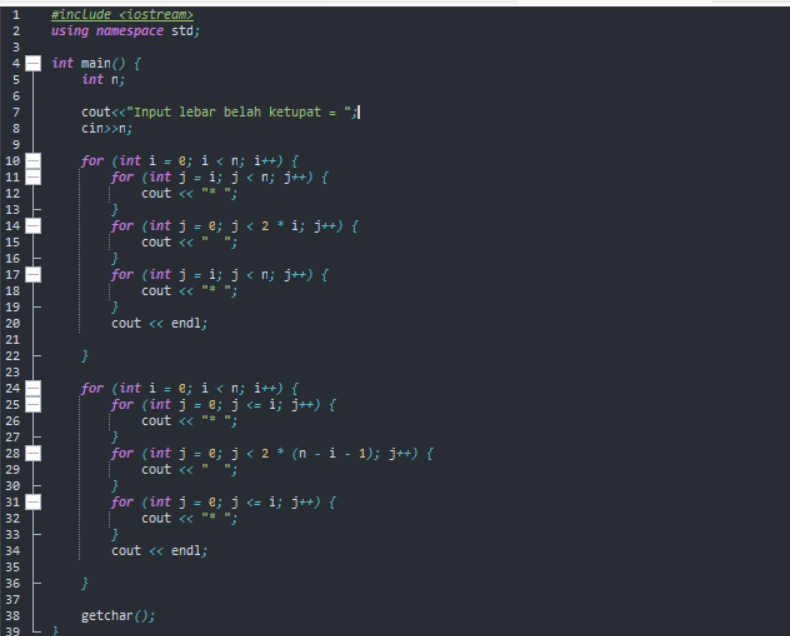 1 #include <iostream>
2 using namespace std;
3
4 int main() {
5 int n;
6
7 cout<<"Input lebar belah ketupat = ";
8 cin>>n;
9
10 for (int i = 0; i < n; i++) {
11 for (int j = i; j < n; j++) {
12 cout << "* ";
13 }
14 for (int j = 0; j < 2 * i; j++) {
15 cout << "  ";
16 }
17 for (int j = i; j < n; j++) {
18 cout << "* ";
19 }
20 cout << endl;
21
22 }
23
24 for (int i = 0; i < n; i++) {
25 for (int j = 0; j <= i; j++) {
26 cout << "* ";
27 }
28 for (int j = 0; j < 2 * (n - i - 1); j++) {
29 cout << "  ";
30 }
31 for (int j = 0; j <= i; j++) {
32 cout << "* ";
33 }
34 cout << endl;
35
36 }
37
38 getchar();
39 }